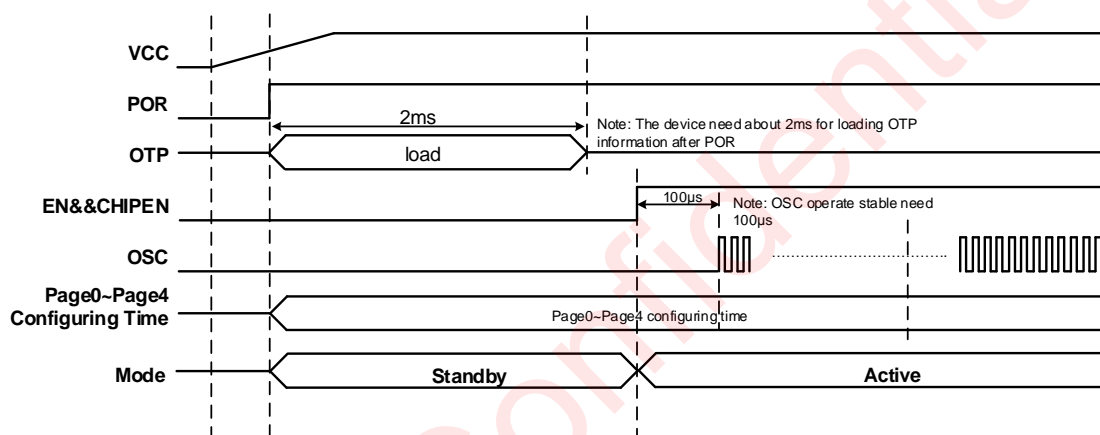 VCC
POR
2ms
Note: The device need about 2ms for loading OTP
information after POR
OTP
load
EN&&CHIPEN
100μs
Note: OSC operate stable need
100μs
OSC
Page0~Page4
Configuring Time
Page0~Page4 configuring time
Mode
Standby
Active
Confidential